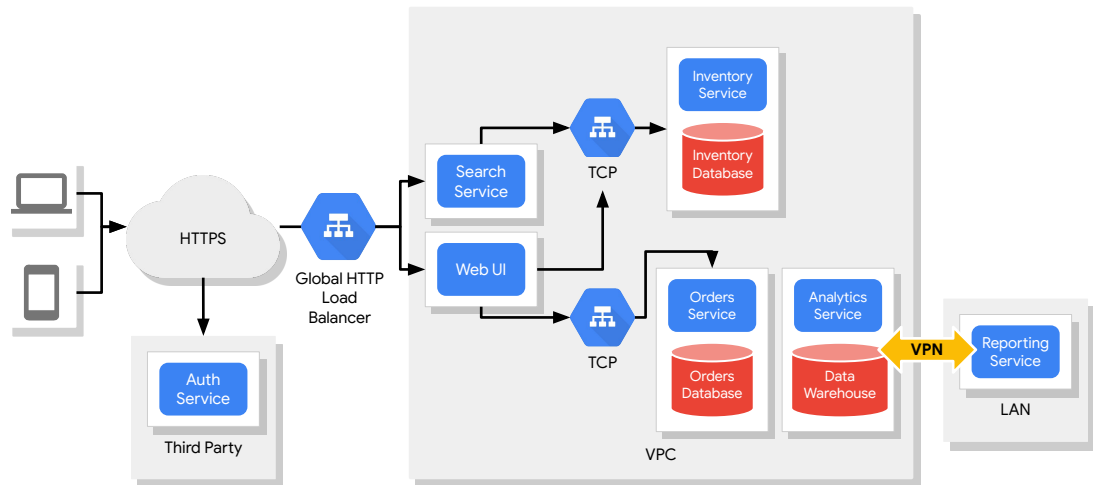 HTTPS
Auth
Service
Third Party
Global HTTP
Load
Balancer
Search
Service
Web UI
TCP
TCP
Inventory
Service
Inventory
Database
Orders
Service
Orders
Database
Analytics
Service
Data
Warehouse
VPC
VPN
Reporting
Service
LAN